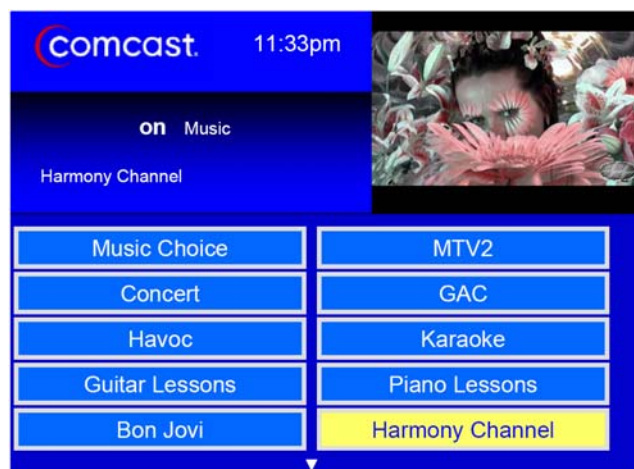 comcast.
11:33pm
on Music
Harmony Channel
Music Choice
MTV2
Concert
GAC
Havoc
Karaoke
Guitar Lessons
Piano Lessons
Bon Jovi
Harmony Channel